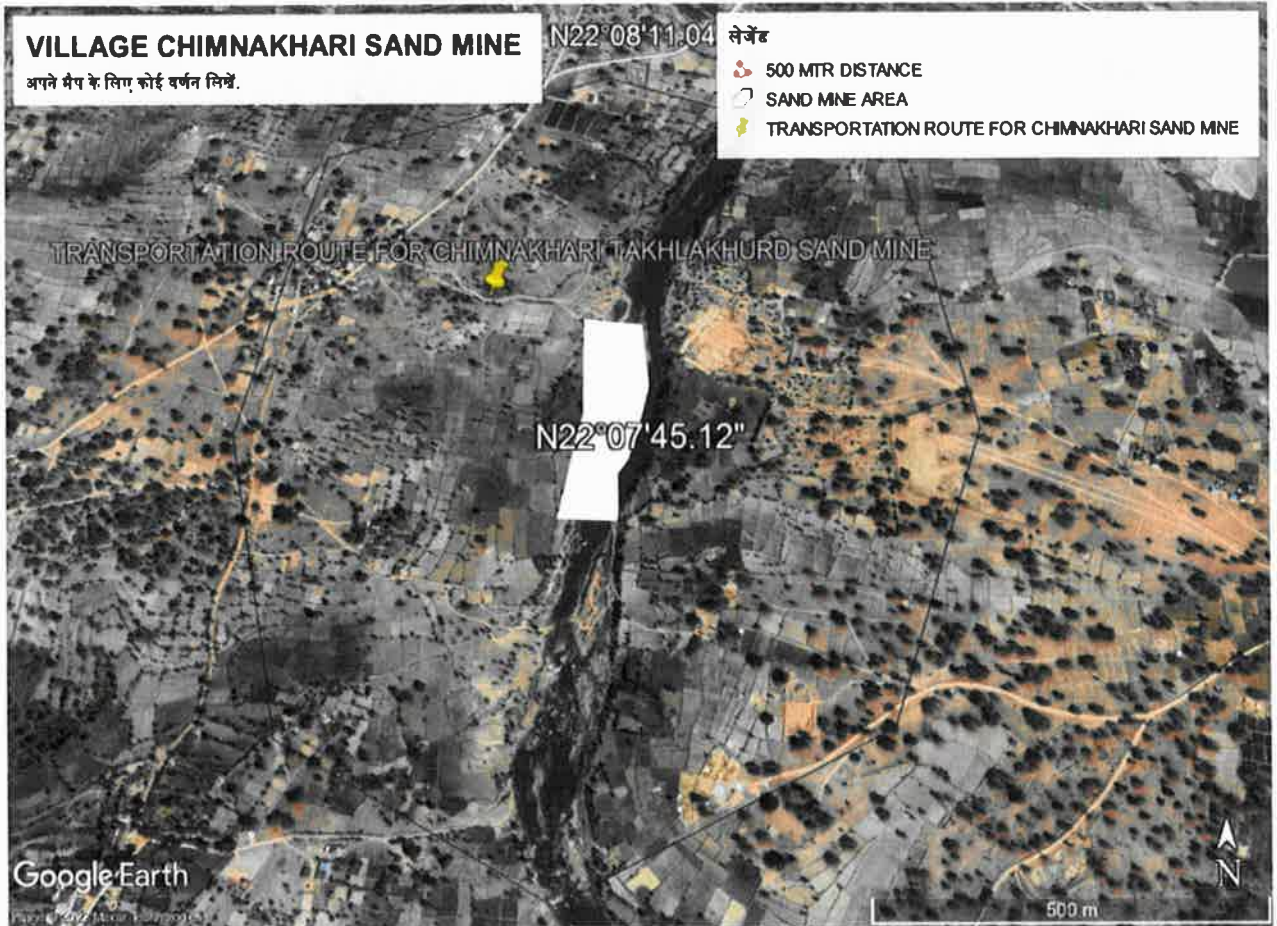 VILLAGE CHIMNAKHARI SAND MINE
अपने मैप के लिए कोई वर्णन लिखें.
N22°08'11.04
लेजेंड
500 MTR DISTANCE
SAND MINE AREA
TRANSPORTATION ROUTE FOR CHIMNAKHARI SAND MINE
TRANSPORTATION ROUTE FOR CHIMNAKHARI TAKHLAKHURD SAND MINE
N22°07'45.12"
Google Earth
N
500 m